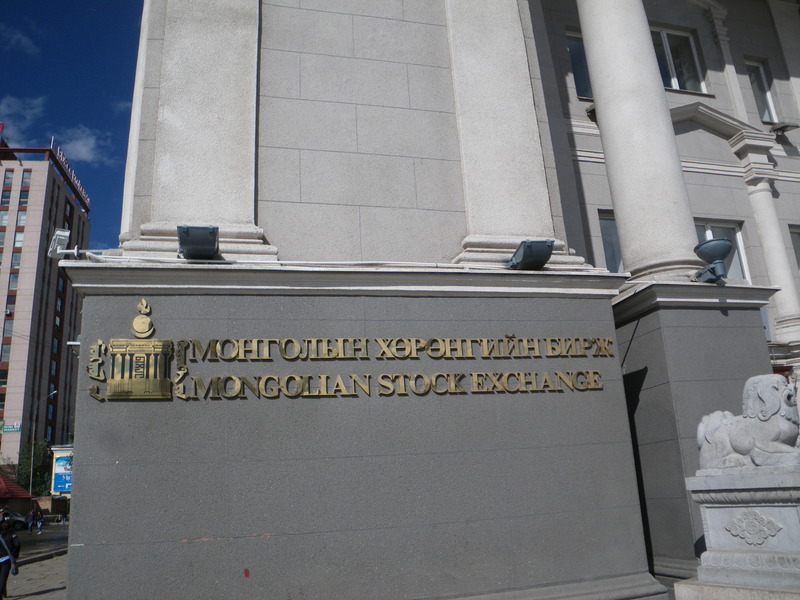 МОНГОЛЫН ХӨРӨНГИЙН БИРЖ
MONGOLIAN STOCK EXCHANGE